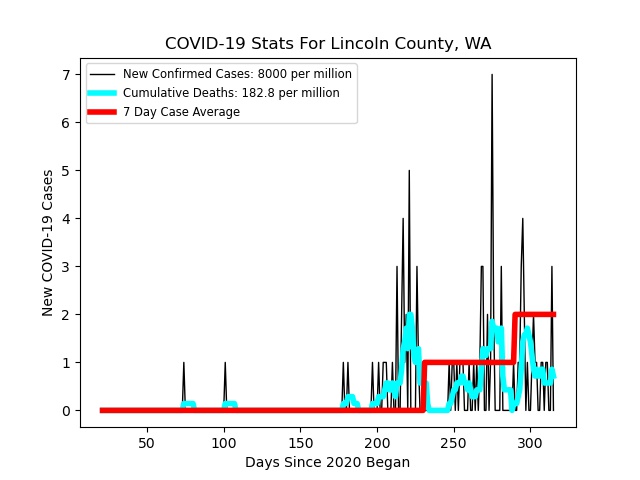 COVID-19 Stats For Lincoln County, WA
New Confirmed Cases: 8000 per million
Cumulative Deaths: 182.8 per million
7 Day Case Average
New COVID-19 Cases
7
6
5
4
3
2
1
0
50 100 150 200 250 300
Days Since 2020 Began